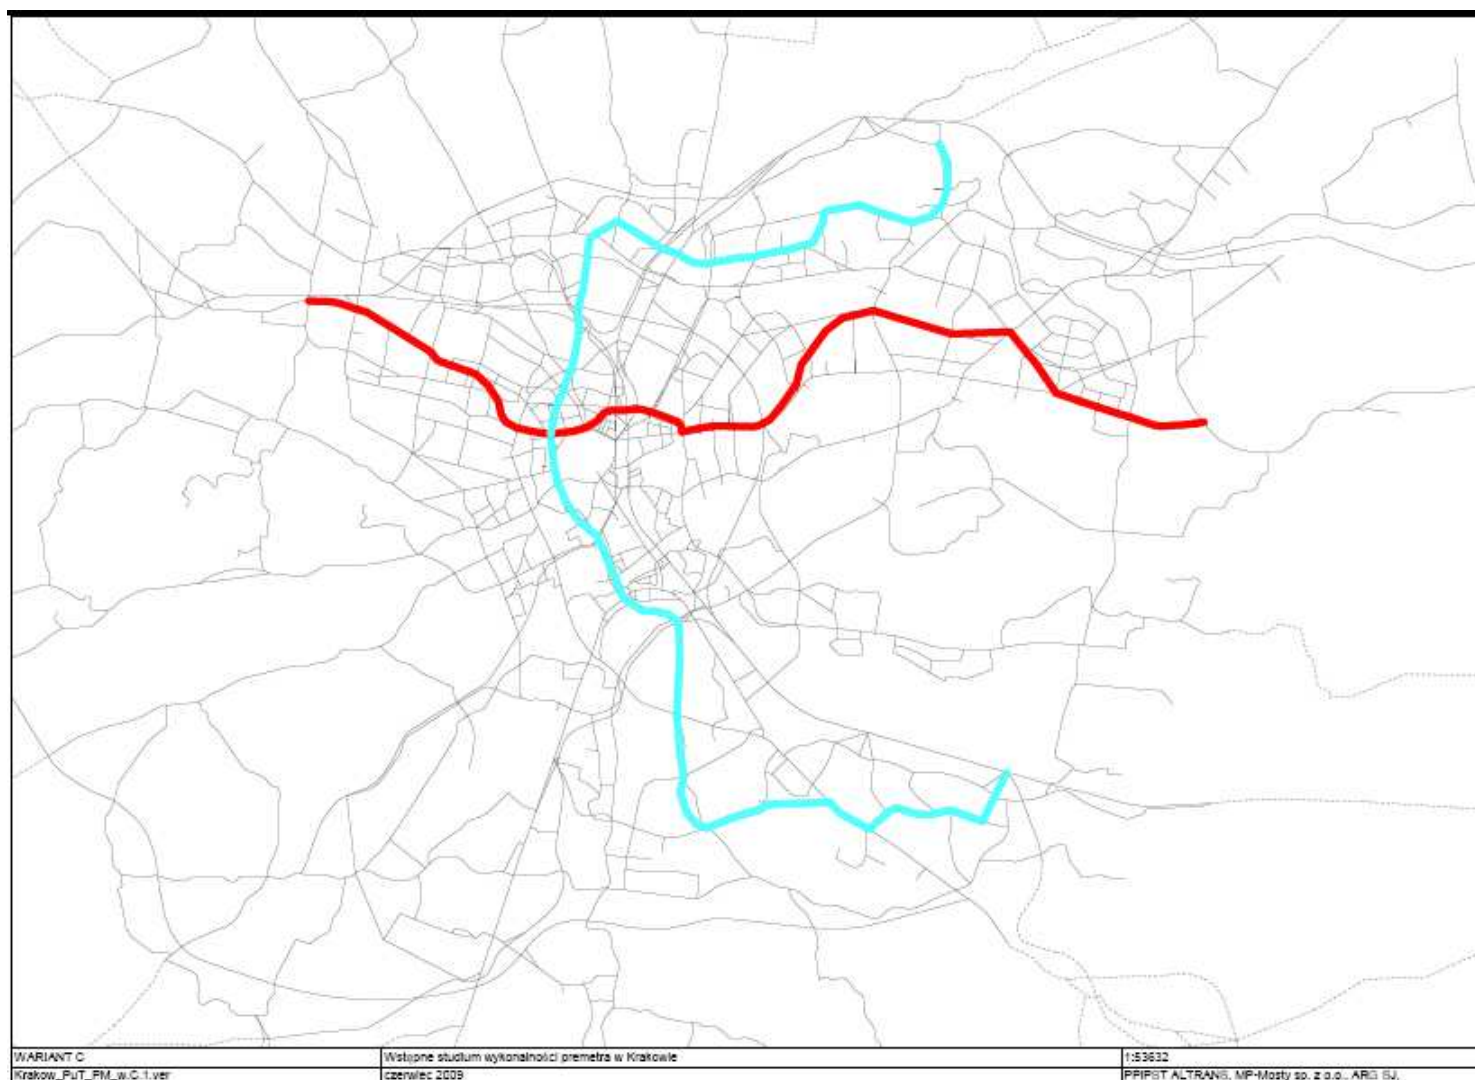 WARIANT C
Wstępne studium wykonalności premetra w Krakowie
1:53632
Krakow_PuT_PM_w.C.1.ver
czerwiec 2009
PPIPST ALTRANS, MP-Mosty sp. z o.o., ARG SJ.